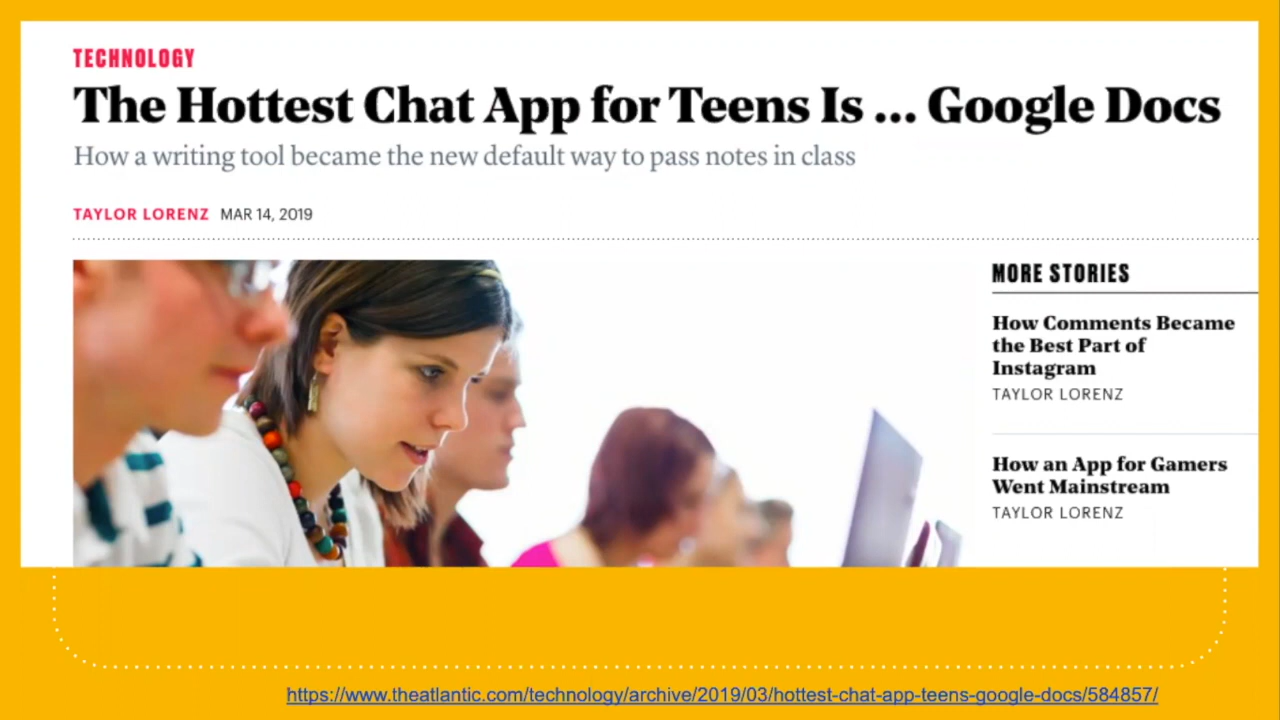 TECHNOLOGY
The Hottest Chat App for Teens Is ... Google Docs
How a writing tool became the new default way to pass notes in class
TAYLOR LORENZ MAR 14, 2019
MORE STORIES
How Comments Became
the Best Part of
Instagram
TAYLOR LORENZ
How an App for Gamers
Went Mainstream
TAYLOR LORENZ
https://www.theatlantic.com/technology/archive/2019/03/hottest-chat-app-teens-google-docs/584857/